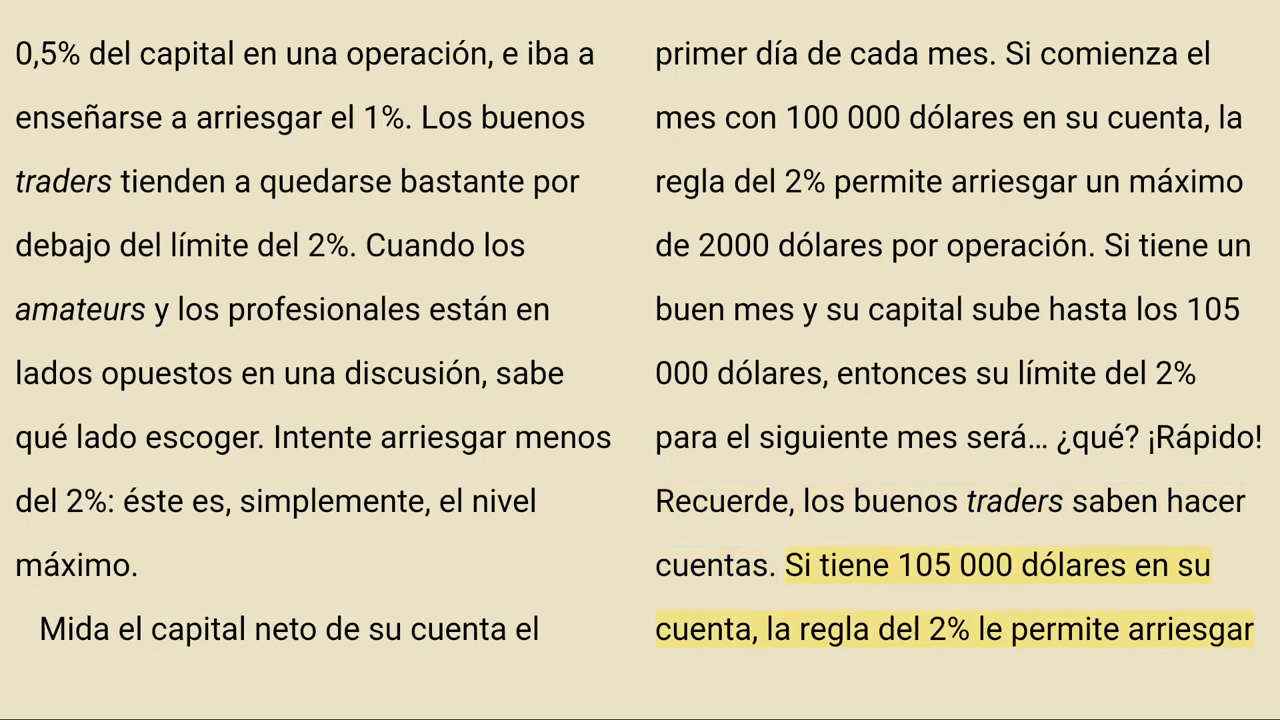 0,5% del capital en una operación, e iba a
enseñarse a arriesgar el 1%. Los buenos
traders tienden a quedarse bastante por
debajo del límite del 2%. Cuando los
amateurs y los profesionales están en
lados opuestos en una discusión, sabe
qué lado escoger. Intente arriesgar menos
del 2%: éste es, simplemente, el nivel
máximo.
Mida el capital neto de su cuenta el
primer día de cada mes. Si comienza el
mes con 100 000 dólares en su cuenta, la
regla del 2% permite arriesgar un máximo
de 2000 dólares por operación. Si tiene un
buen mes y su capital sube hasta los 105
000 dólares, entonces su límite del 2%
para el siguiente mes será... ¿qué? ¡Rápido!
Recuerde, los buenos traders saben hacer
cuentas. Si tiene 105 000 dólares en su
cuenta, la regla del 2% le permite arriesgar